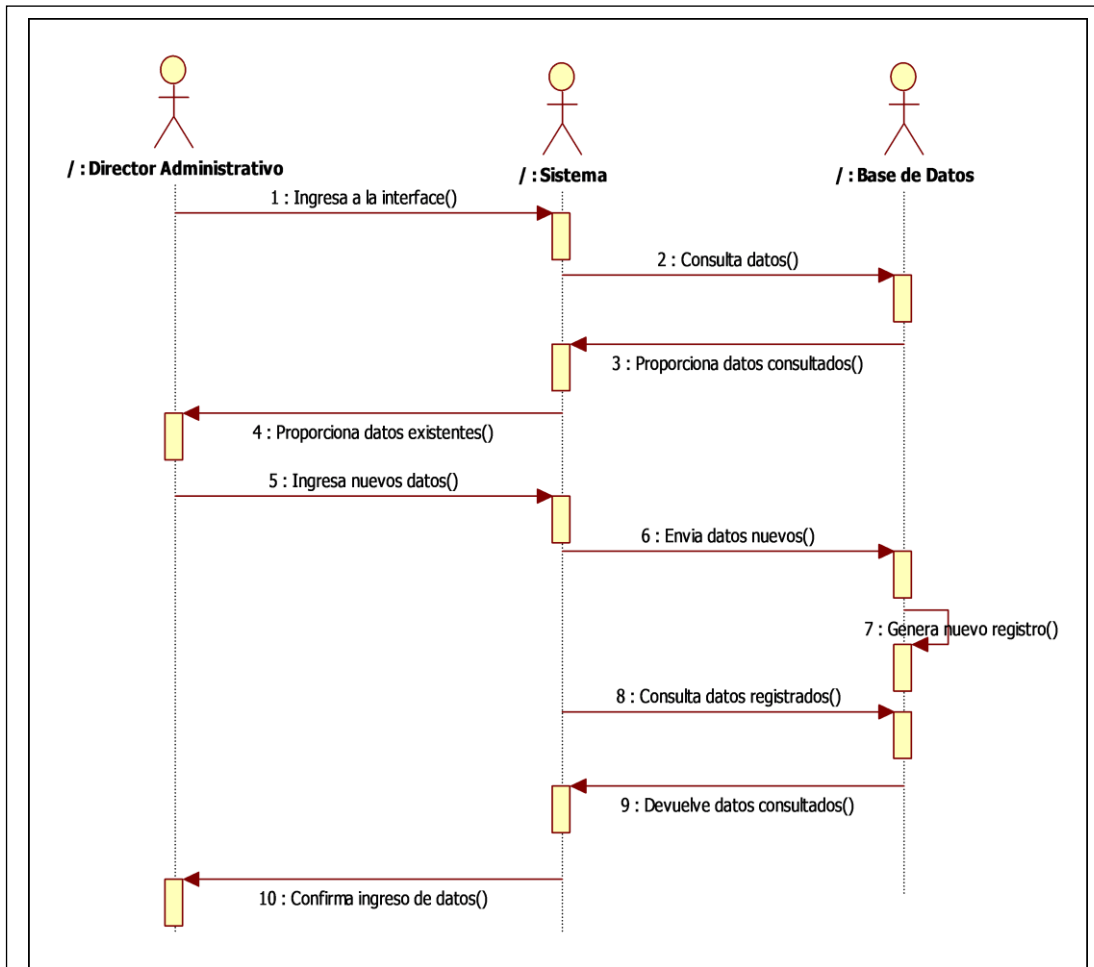 / : Director Administrativo
/ : Sistema
/ : Base de Datos
1 : Ingresa a la interface()
2 : Consulta datos()
3 : Proporciona datos consultados()
4 : Proporciona datos existentes()
5 : Ingresa nuevos datos()
6 : Envia datos nuevos()
7 : Genera nuevo registro()
8 : Consulta datos registrados()
9 : Devuelve datos consultados()
10 : Confirma ingreso de datos()